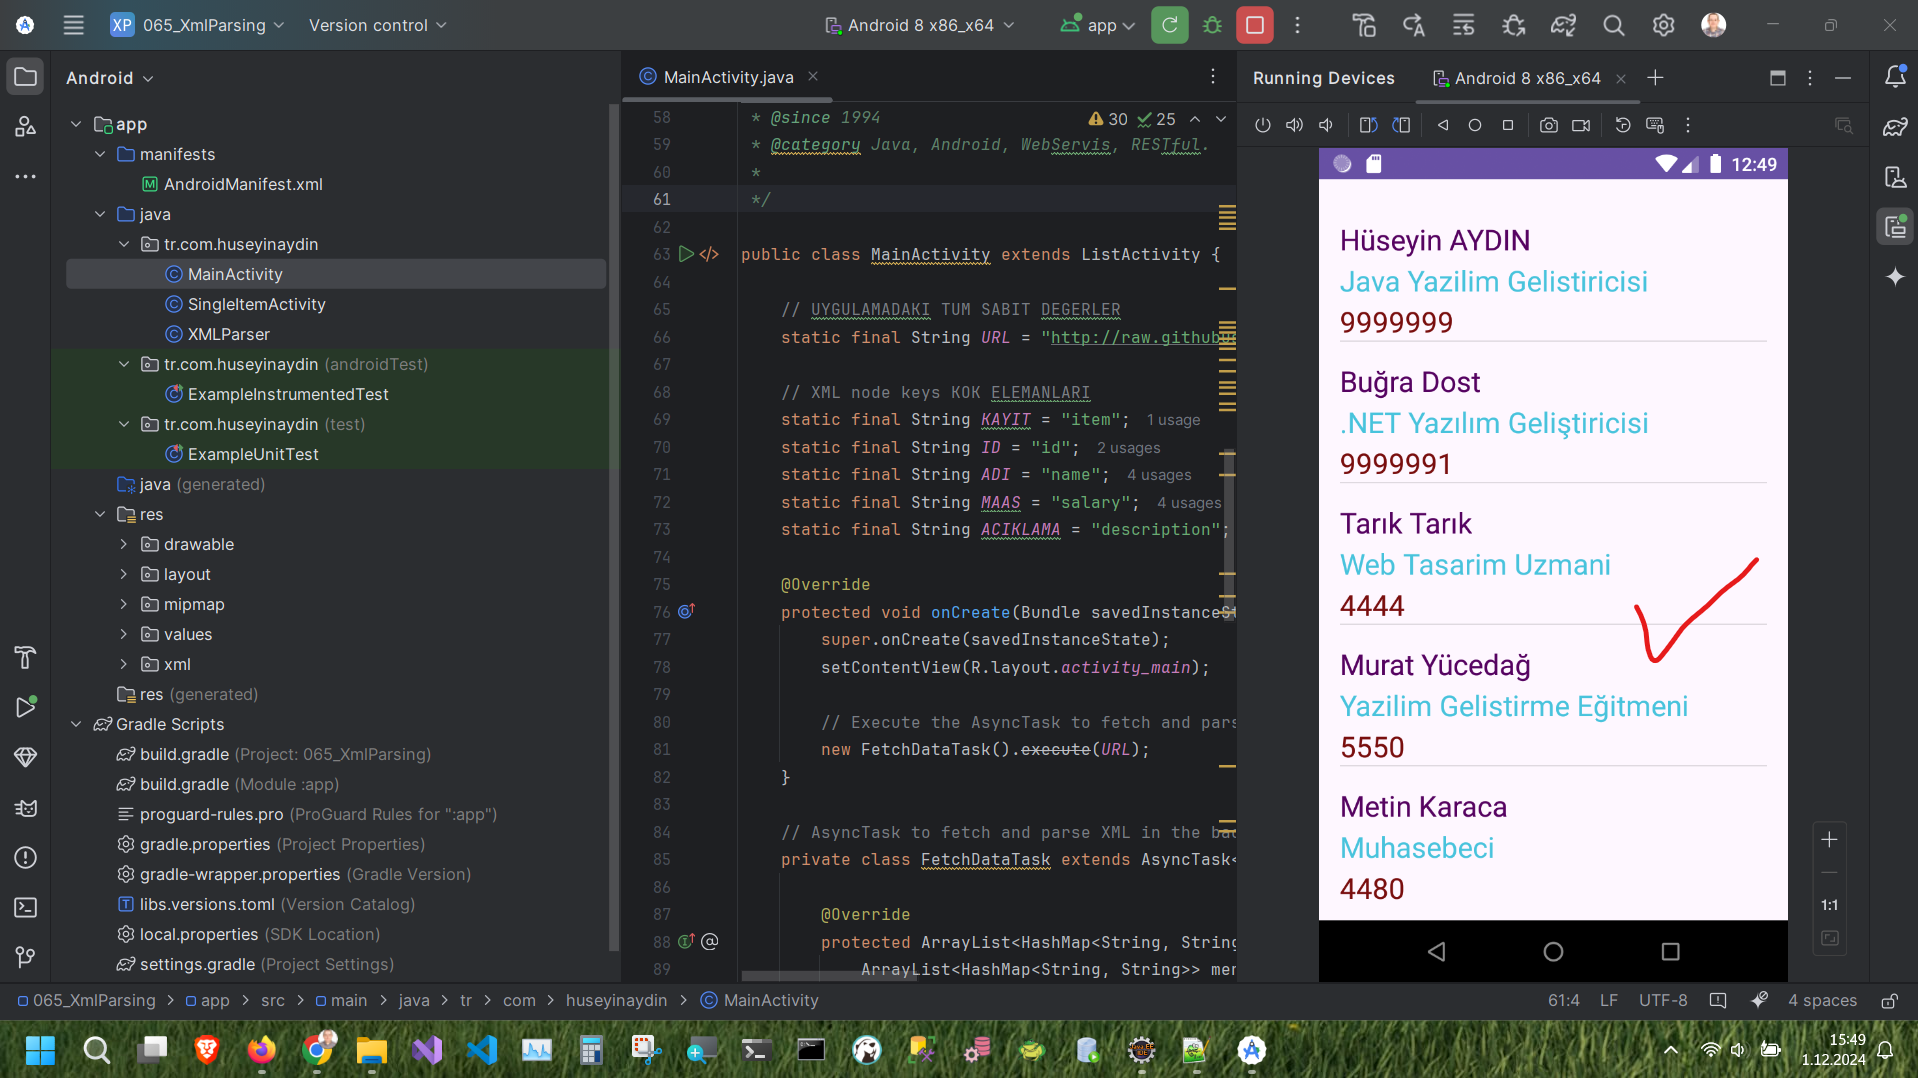 XP 065_XmlParsing
Version control
Android 8 x86_x64
app
Android
app
manifests
AndroidManifest.xml
java
tr.com.huseyinaydin
MainActivity
SingleItemActivity
XMLParser
tr.com.huseyinaydin (androidTest)
ExampleInstrumentedTest
tr.com.huseyinaydin (test)
ExampleUnitTest
java (generated)
res
drawable
layout
mipmap
values
xml
res (generated)
Gradle Scripts
build.gradle (Project: 065_XmlParsing)
build.gradle (Module :app)
proguard-rules.pro (ProGuard Rules for ":app")
gradle.properties (Project Properties)
gradle-wrapper.properties (Gradle Version)
libs.versions.toml (Version Catalog)
local.properties (SDK Location)
settings.gradle (Project Settings)
MainActivity.java
30 25
58 * @since 1994
59 * @category Java, Android, WebServis, RESTful.
60 *
61 */
62
63 public class MainActivity extends ListActivity {
64
65 // UYGULAMADAKI TUM SABIT DEGERLER
66 static final String URL = "http://raw.githubu
67
68 // XML node keys KOK ELEMANLARI
69 static final String KAYIT = "item"; 1 usage
70 static final String ID = "id"; 2 usages
71 static final String ADI = "name"; 4 usages
72 static final String MAAS = "salary"; 4 usages
73 static final String ACIKLAMA = "description";
74
75 @Override
76 protected void onCreate(Bundle savedInstanceSt
77 super.onCreate(savedInstanceState);
78 setContentView(R.layout.activity_main);
79
80 // Execute the AsyncTask to fetch and pars
81 new FetchDataTask().execute(URL);
82 }
83
84 // AsyncTask to fetch and parse XML in the bac
85 private class FetchDataTask extends AsyncTask<
86
87 @Override
88 protected ArrayList<HashMap<String, String
89 ArrayList<HashMap<String, String>> men
Running Devices
Android 8 x86_x64
12:49
Hüseyin AYDIN
Java Yazilim Gelistiricisi
9999999
Buğra Dost
.NET Yazılım Geliştiricisi
9999991
Tarık Tarık
Web Tasarim Uzmani
4444
Murat Yücedağ
Yazilim Gelistirme Eğitmeni
5550
Metin Karaca
Muhasebeci
4480
1:1
065_XmlParsing > app > src > main > java > tr > com > huseyinaydin > MainActivity
61:4 LF UTF-8 4 spaces
15:49
1.12.2024